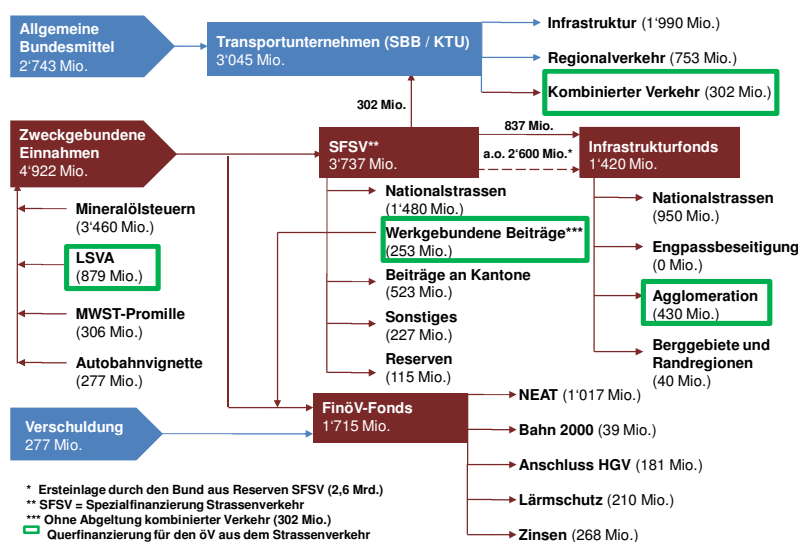 Allgemeine
Bundesmittel
2'743 Mio.
Transportunternehmen (SBB / KTU)
3'045 Mio.
Infrastruktur (1'990 Mio.)
Regionalverkehr (753 Mio.)
Kombinierter Verkehr (302 Mio.)
302 Mio.
Zweckgebundene
Einnahmen
4'922 Mio.
SFSV**
3'737 Mio.
837 Mio.
a.o. 2'600 Mio.*
Infrastrukturfonds
1'420 Mio.
Mineralölsteuern
(3'460 Mio.)
LSVA
(879 Mio.)
MWST-Promille
(306 Mio.)
Autobahnvignette
(277 Mio.)
Nationalstrassen
(1'480 Mio.)
Werkgebundene Beiträge***
(253 Mio.)
Beiträge an Kantone
(523 Mio.)
Sonstiges
(227 Mio.)
Reserven
(115 Mio.)
Nationalstrassen
(950 Mio.)
Engpassbeseitigung
(0 Mio.)
Agglomeration
(430 Mio.)
Berggebiete und
Randregionen
(40 Mio.)
Verschuldung
277 Mio.
FinöV-Fonds
1'715 Mio.
NEAT (1'017 Mio.)
Bahn 2000 (39 Mio.)
Anschluss HGV (181 Mio.)
Lärmschutz (210 Mio.)
Zinsen (268 Mio.)
* Ersteinlage durch den Bund aus Reserven SFSV (2,6 Mrd.)
** SFSV = Spezialfinanzierung Strassenverkehr
*** Ohne Abgeltung kombinierter Verkehr (302 Mio.)
Querfinanzierung für den öV aus dem Strassenverkehr